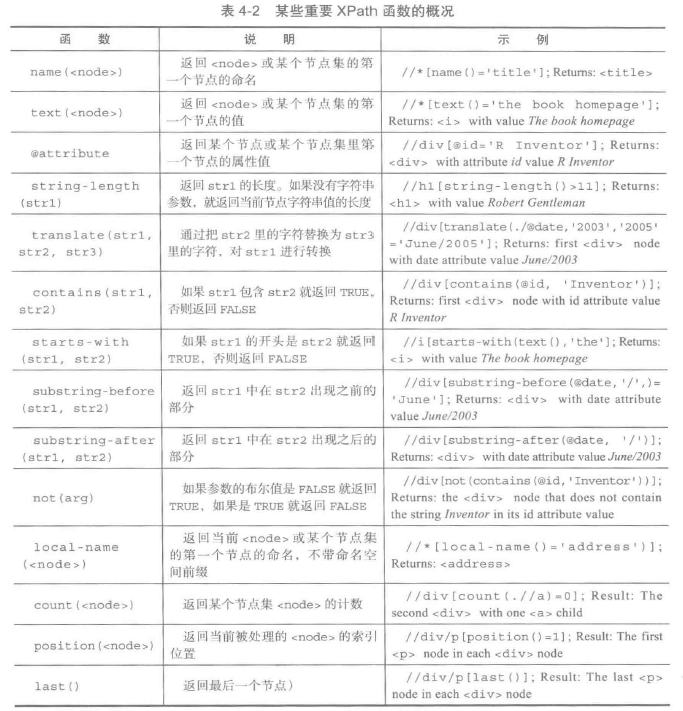 表 4-2 某些重要 XPath 函数的概况
函 数 说 明 示 例
name(<node>)
返回 <node> 或某个节点集的第
一个节点的命名
//*[name()='title']; Returns: <title>
text(<node>)
返回 <node> 或某个节点集的第
一个节点的值
//*[text()='the book homepage'];
Returns: <i> with value The book homepage
@attribute
返回某个节点或某个节点集里第
一个节点的属性值
//div[@id='R Inventor']; Returns:
<div> with attribute id value R Inventor
string-length
(str1)
返回 str1 的长度。如果没有字符串
参数，就返回当前节点字符串值的长度
//h1[string-length()>11]; Returns:
<h1> with value Robert Gentleman
translate(str1,
str2, str3)
通过把 str2 里的字符替换为 str3
里的字符，对 str1 进行转换
//div[translate(./@date,'2003','2005'
='June/2005']; Returns: first <div> node
with date attribute value June/2003
contains(str1,
str2)
如果 str1 包含 str2 就返回 TRUE，
否则返回 FALSE
//div[contains(@id, 'Inventor')];
Returns: first <div> node with id attribute value
R Inventor
starts-with
(str1, str2)
如果 str1 的开头是 str2 就返回
TRUE，否则返回 FALSE
//i[starts-with(text(),'the']; Returns:
<i> with value The book homepage
substring-before
(str1, str2)
返回 str1 中在 str2 出现之前的
部分
//div[substring-before(@date,'/',)=
'June']; Returns: <div> with date attribute
value June/2003
substring-after
(str1, str2)
返回 str1 中在 str2 出现之后的
部分
//div[substring-after(@date, '/')];
Returns: <div> with date attribute value June/2003
not(arg)
如果参数的布尔值是 FALSE 就返回
TRUE，如果是 TRUE 就返回 FALSE
//div[not(contains(@id,'Inventor'))];
Returns: the <div> node that does not contain
the string Inventor in its id attribute value
local-name
(<node>)
返回当前 <node> 或某个节点集
的第一个节点的命名，不带命名空
间前缀
//*[local-name()='address')];
Returns: <address>
count(<node>)
返回某个节点集 <node> 的计数
//div[count(.//a)=0]; Result: The
second <div> with one <a> child
position(<node>)
返回当前被处理的 <node> 的索引
位置
//div/p[position()=1]; Result: The first
<p> node in each <div> node
last()
返回最后一个节点）
//div/p[last()]; Result: The last <p>
node in each <div> node